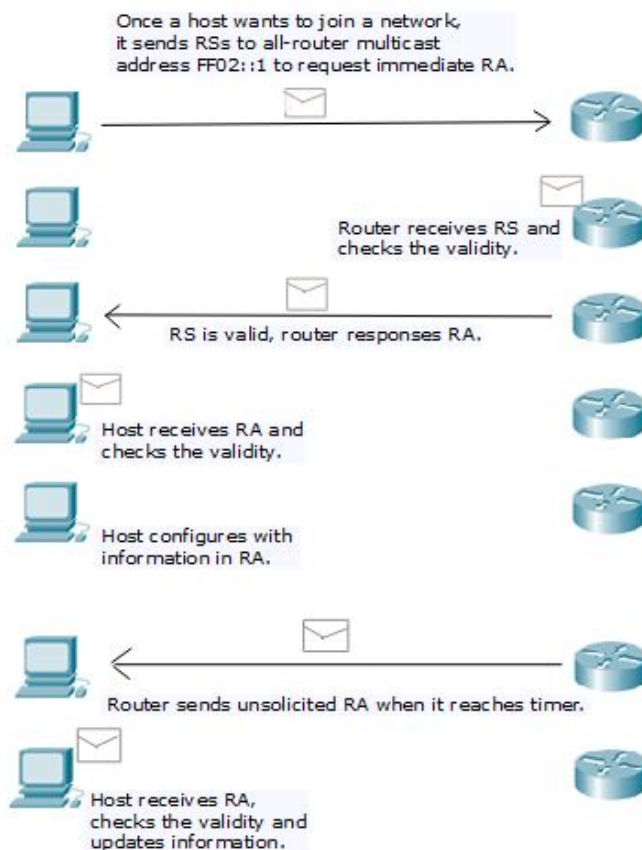 Once a host wants to join a network,
it sends RSs to all-router multicast
address FF02::1 to request immediate RA.
Router receives RS and
checks the validity.
RS is valid, router responses RA.
Host receives RA and
checks the validity.
Host configures with
information in RA.
Router sends unsolicited RA when it reaches timer.
Host receives RA,
checks the validity and
updates information.